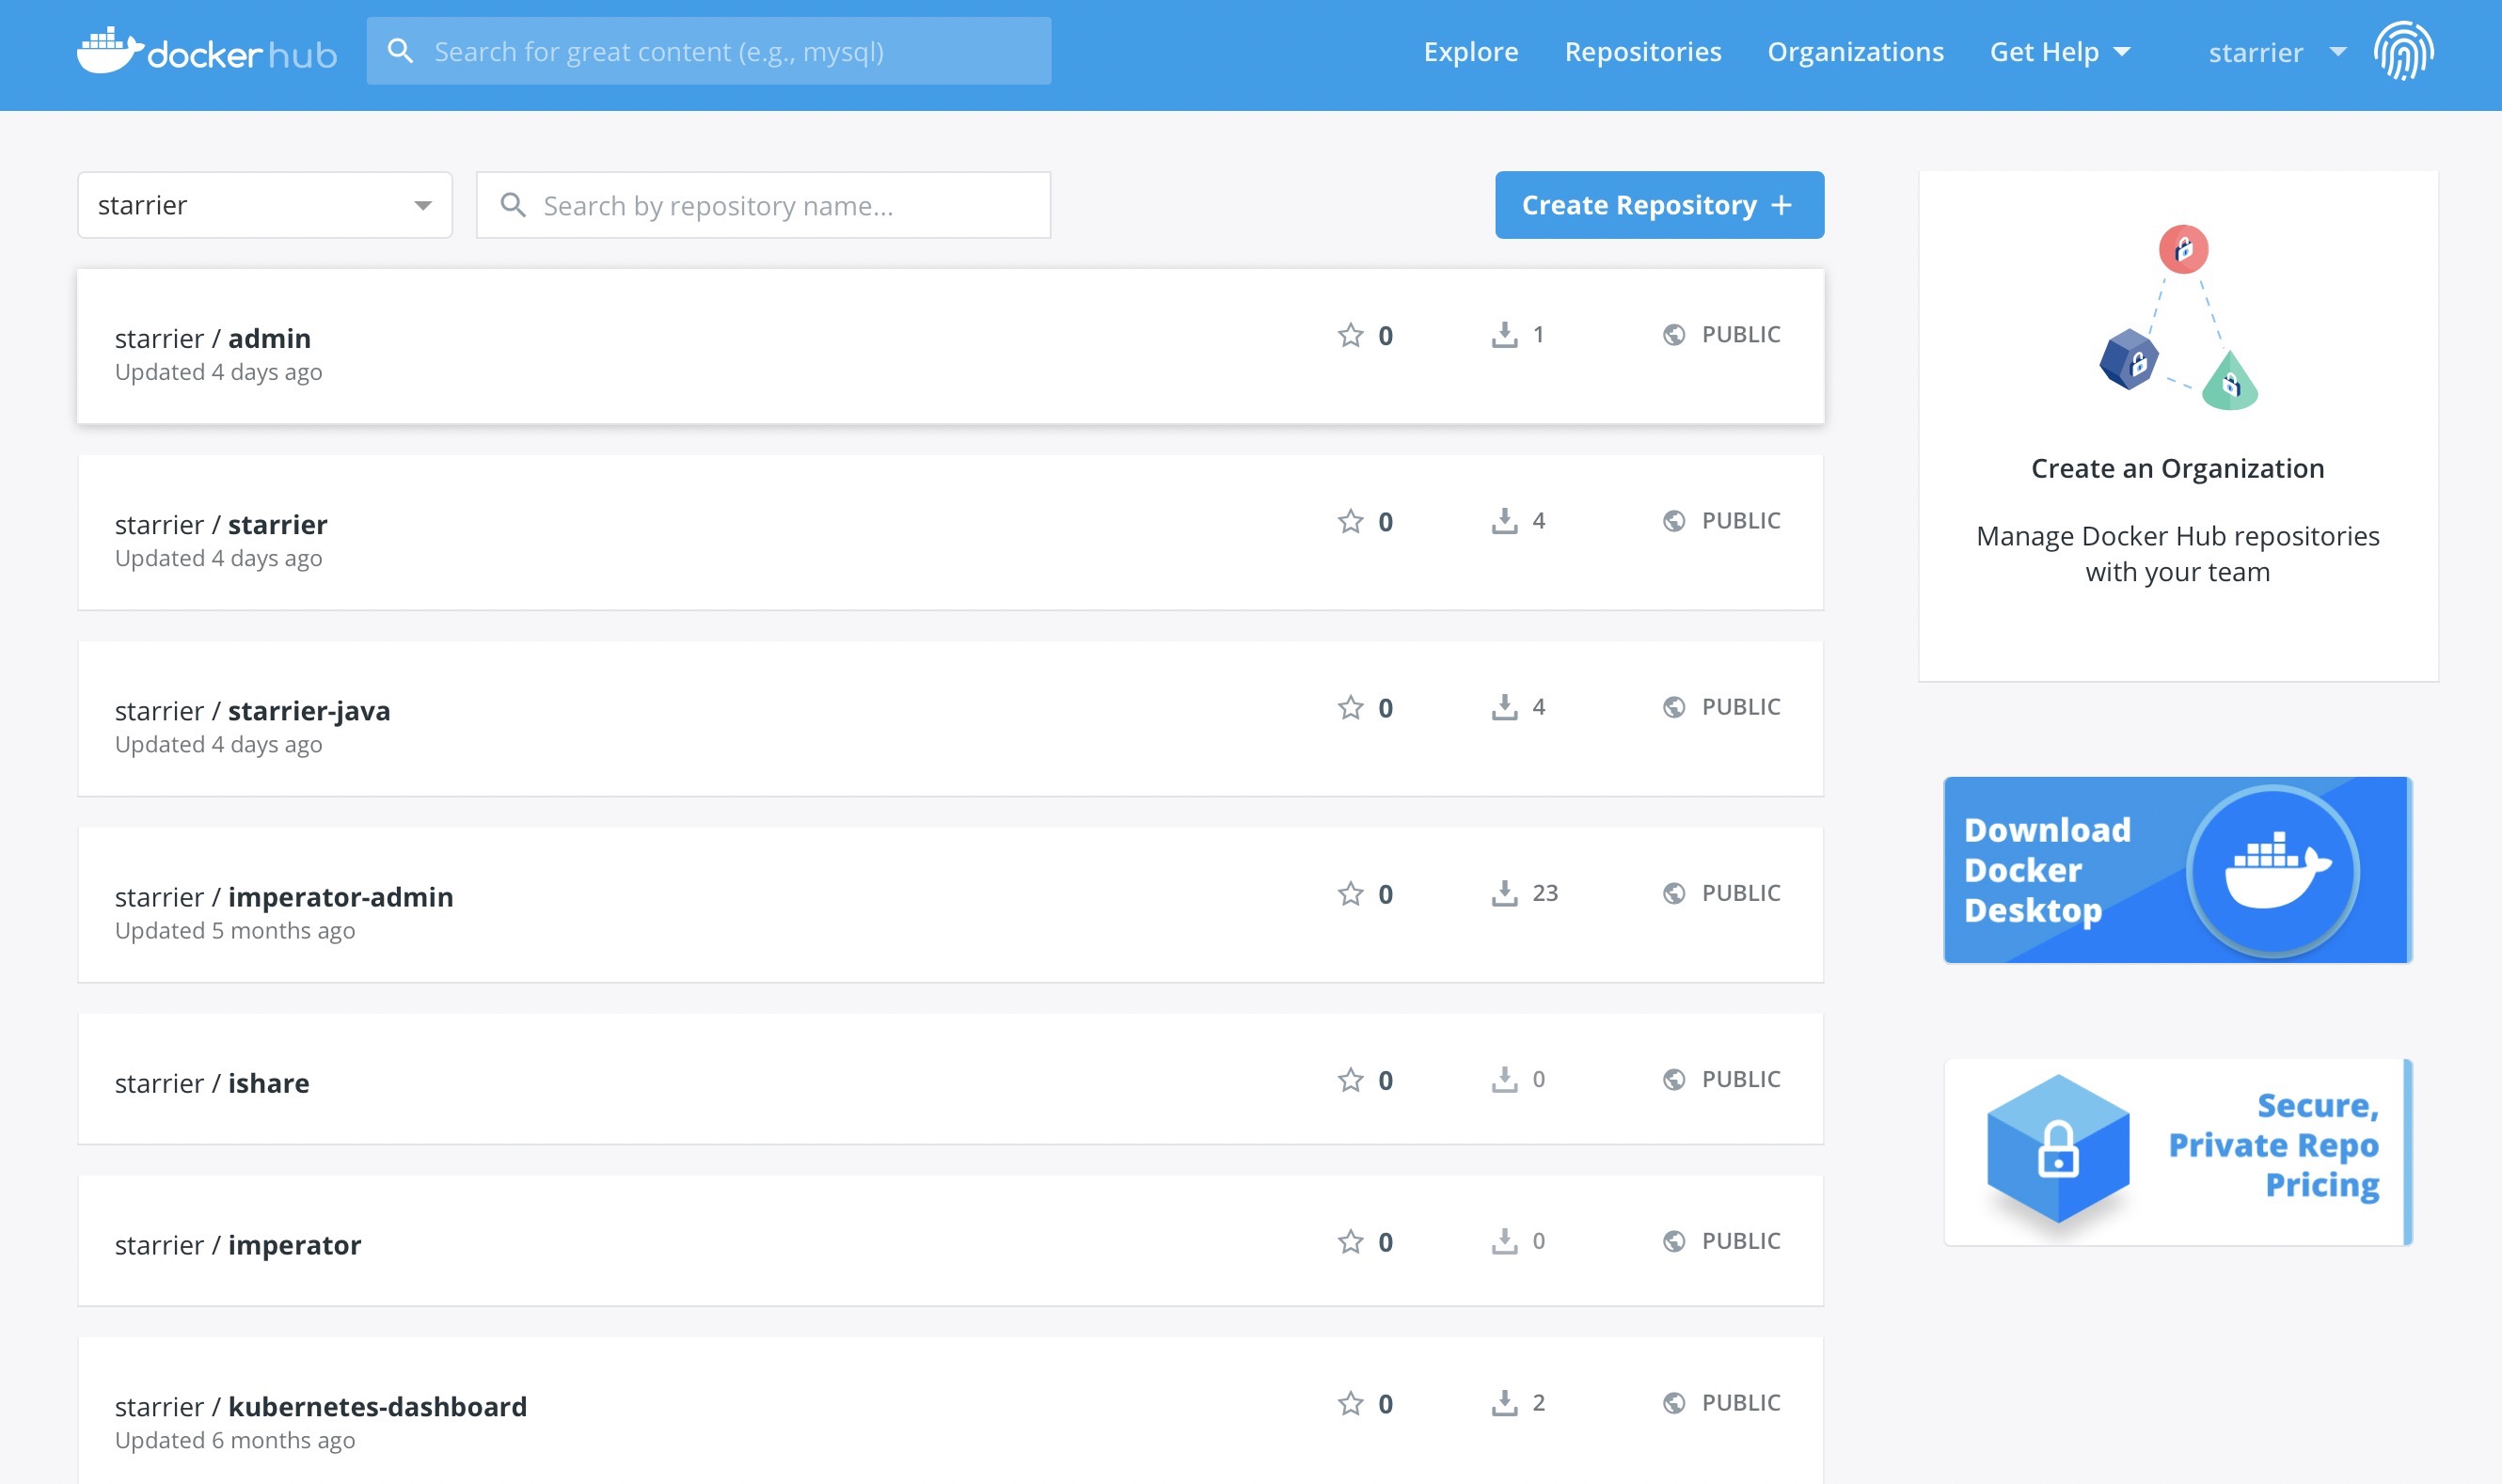 docker hub
Search for great content (e.g., mysql)
Explore Repositories Organizations Get Help starrier
starrier
Search by repository name...
Create Repository +
starrier / admin
Updated 4 days ago
0 1 PUBLIC
starrier / starrier
Updated 4 days ago
0 4 PUBLIC
starrier / starrier-java
Updated 4 days ago
0 4 PUBLIC
starrier / imperator-admin
Updated 5 months ago
0 23 PUBLIC
starrier / ishare
0 0 PUBLIC
starrier / imperator
0 0 PUBLIC
starrier / kubernetes-dashboard
Updated 6 months ago
0 2 PUBLIC
Create an Organization
Manage Docker Hub repositories
with your team
Download
Docker
Desktop
Secure,
Private Repo
Pricing